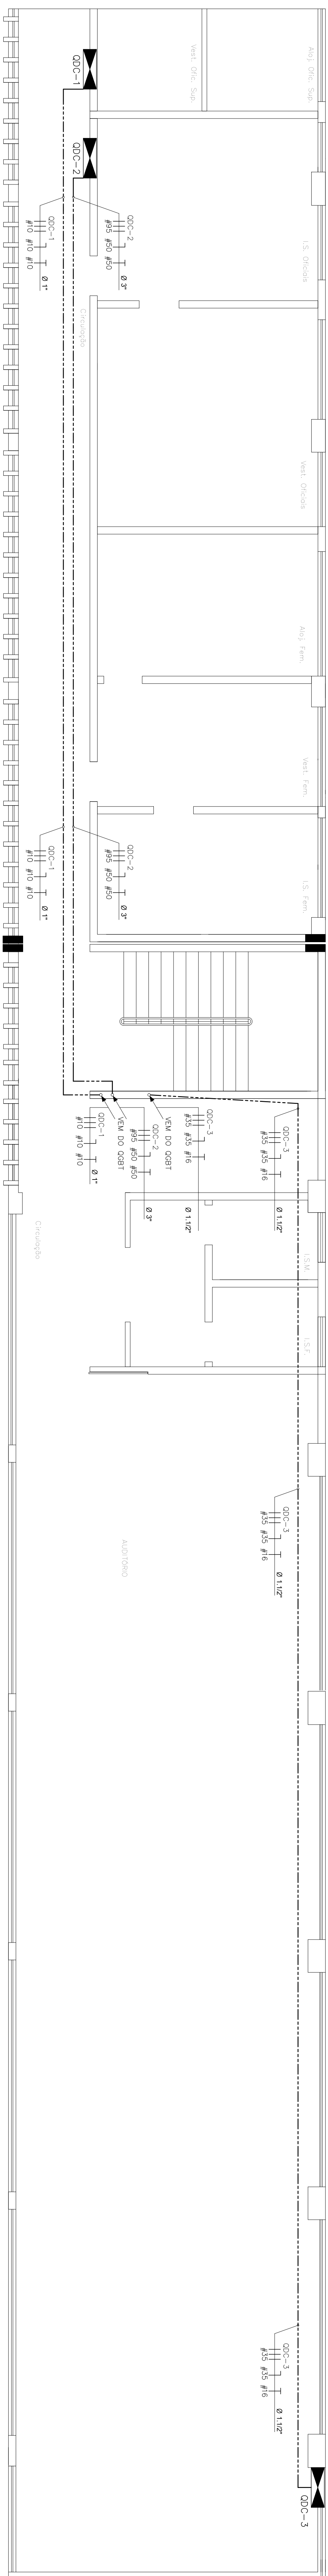 Vest. Ofic. Sup.
Aloj. Ofic. Sup.
QDC-1
QDC-2
I.S. Oficiais
QDC-1
#10 #10 #10
Ø 1"
QDC-2
#95 #50 #50
Ø 3"
Circulação
Vest. Oficiais
Aloj. Fem.
Vest. Fem.
I.S. Fem.
QDC-1
#10 #10 #10
Ø 1"
QDC-2
#95 #50 #50
Ø 3"
QDC-1
#10 #10 #10
Ø 1"
VEM DO QGBT
QDC-2
#95 #50 #50
Ø 3"
VEM DO QGBT
QDC-3
#35 #35 #16
Ø 1.1/2"
QDC-3
#35 #35 #16
Ø 1.1/2"
Circulação
I.S.M.
I.S.F.
AUDITÓRIO
QDC-3
#35 #35 #16
Ø 1.1/2"
QDC-3
#35 #35 #16
Ø 1.1/2"
QDC-3